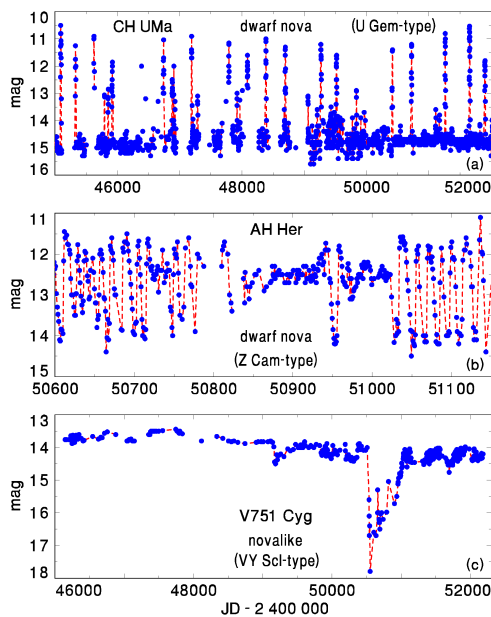 CH UMa dwarf nova (U Gem-type)
10
11
12
13
14
15
16
mag
(a)
46000 48000 50000 52000
AH Her
11
12
13
14
15
mag
dwarf nova
(Z Cam-type)
(b)
50600 50700 50800 50900 51000 51100
13
14
15
16
17
18
mag
V751 Cyg
novalike
(VY Scl-type)
(c)
46000 48000 50000 52000
JD - 2 400 000